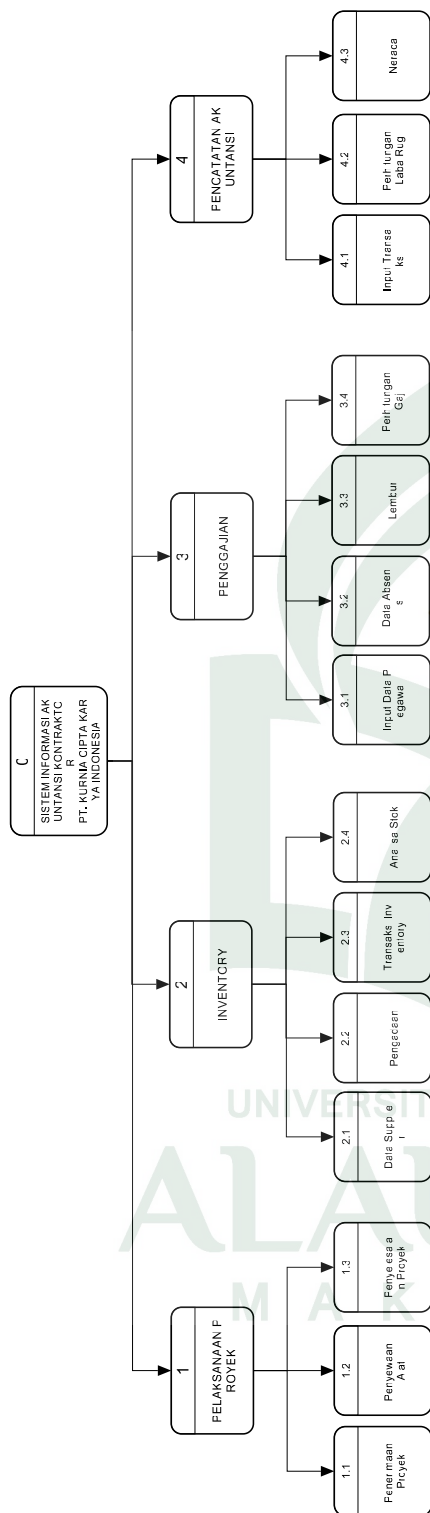 0
SISTEM INFORMASI AK
UNTANSI KONTRAKTO
R
PT. KURNIA CIPTA KAR
YA INDONESIA
1
PELAKSANAAN P
ROYEK
2
INVENTORY
3
PENGGAJIAN
4
PENCATATAN AK
UNTANSI
1.1
Penerimaan
Proyek
1.2
Penyewaan
Alat
1.3
Penyelesaia
n Proyek
2.1
Data Supplie
r
2.2
Pengadaan
2.3
Transaksi Inv
entory
2.4
Analisa Stok
3.1
Input Data P
egawai
3.2
Data Absen
si
3.3
Lembur
3.4
Perhitungan
Gaji
4.1
Input Transa
ksi
4.2
Perhitungan
Laba Rugi
4.3
Neraca
UNIVERSIT
ALAU
MAK